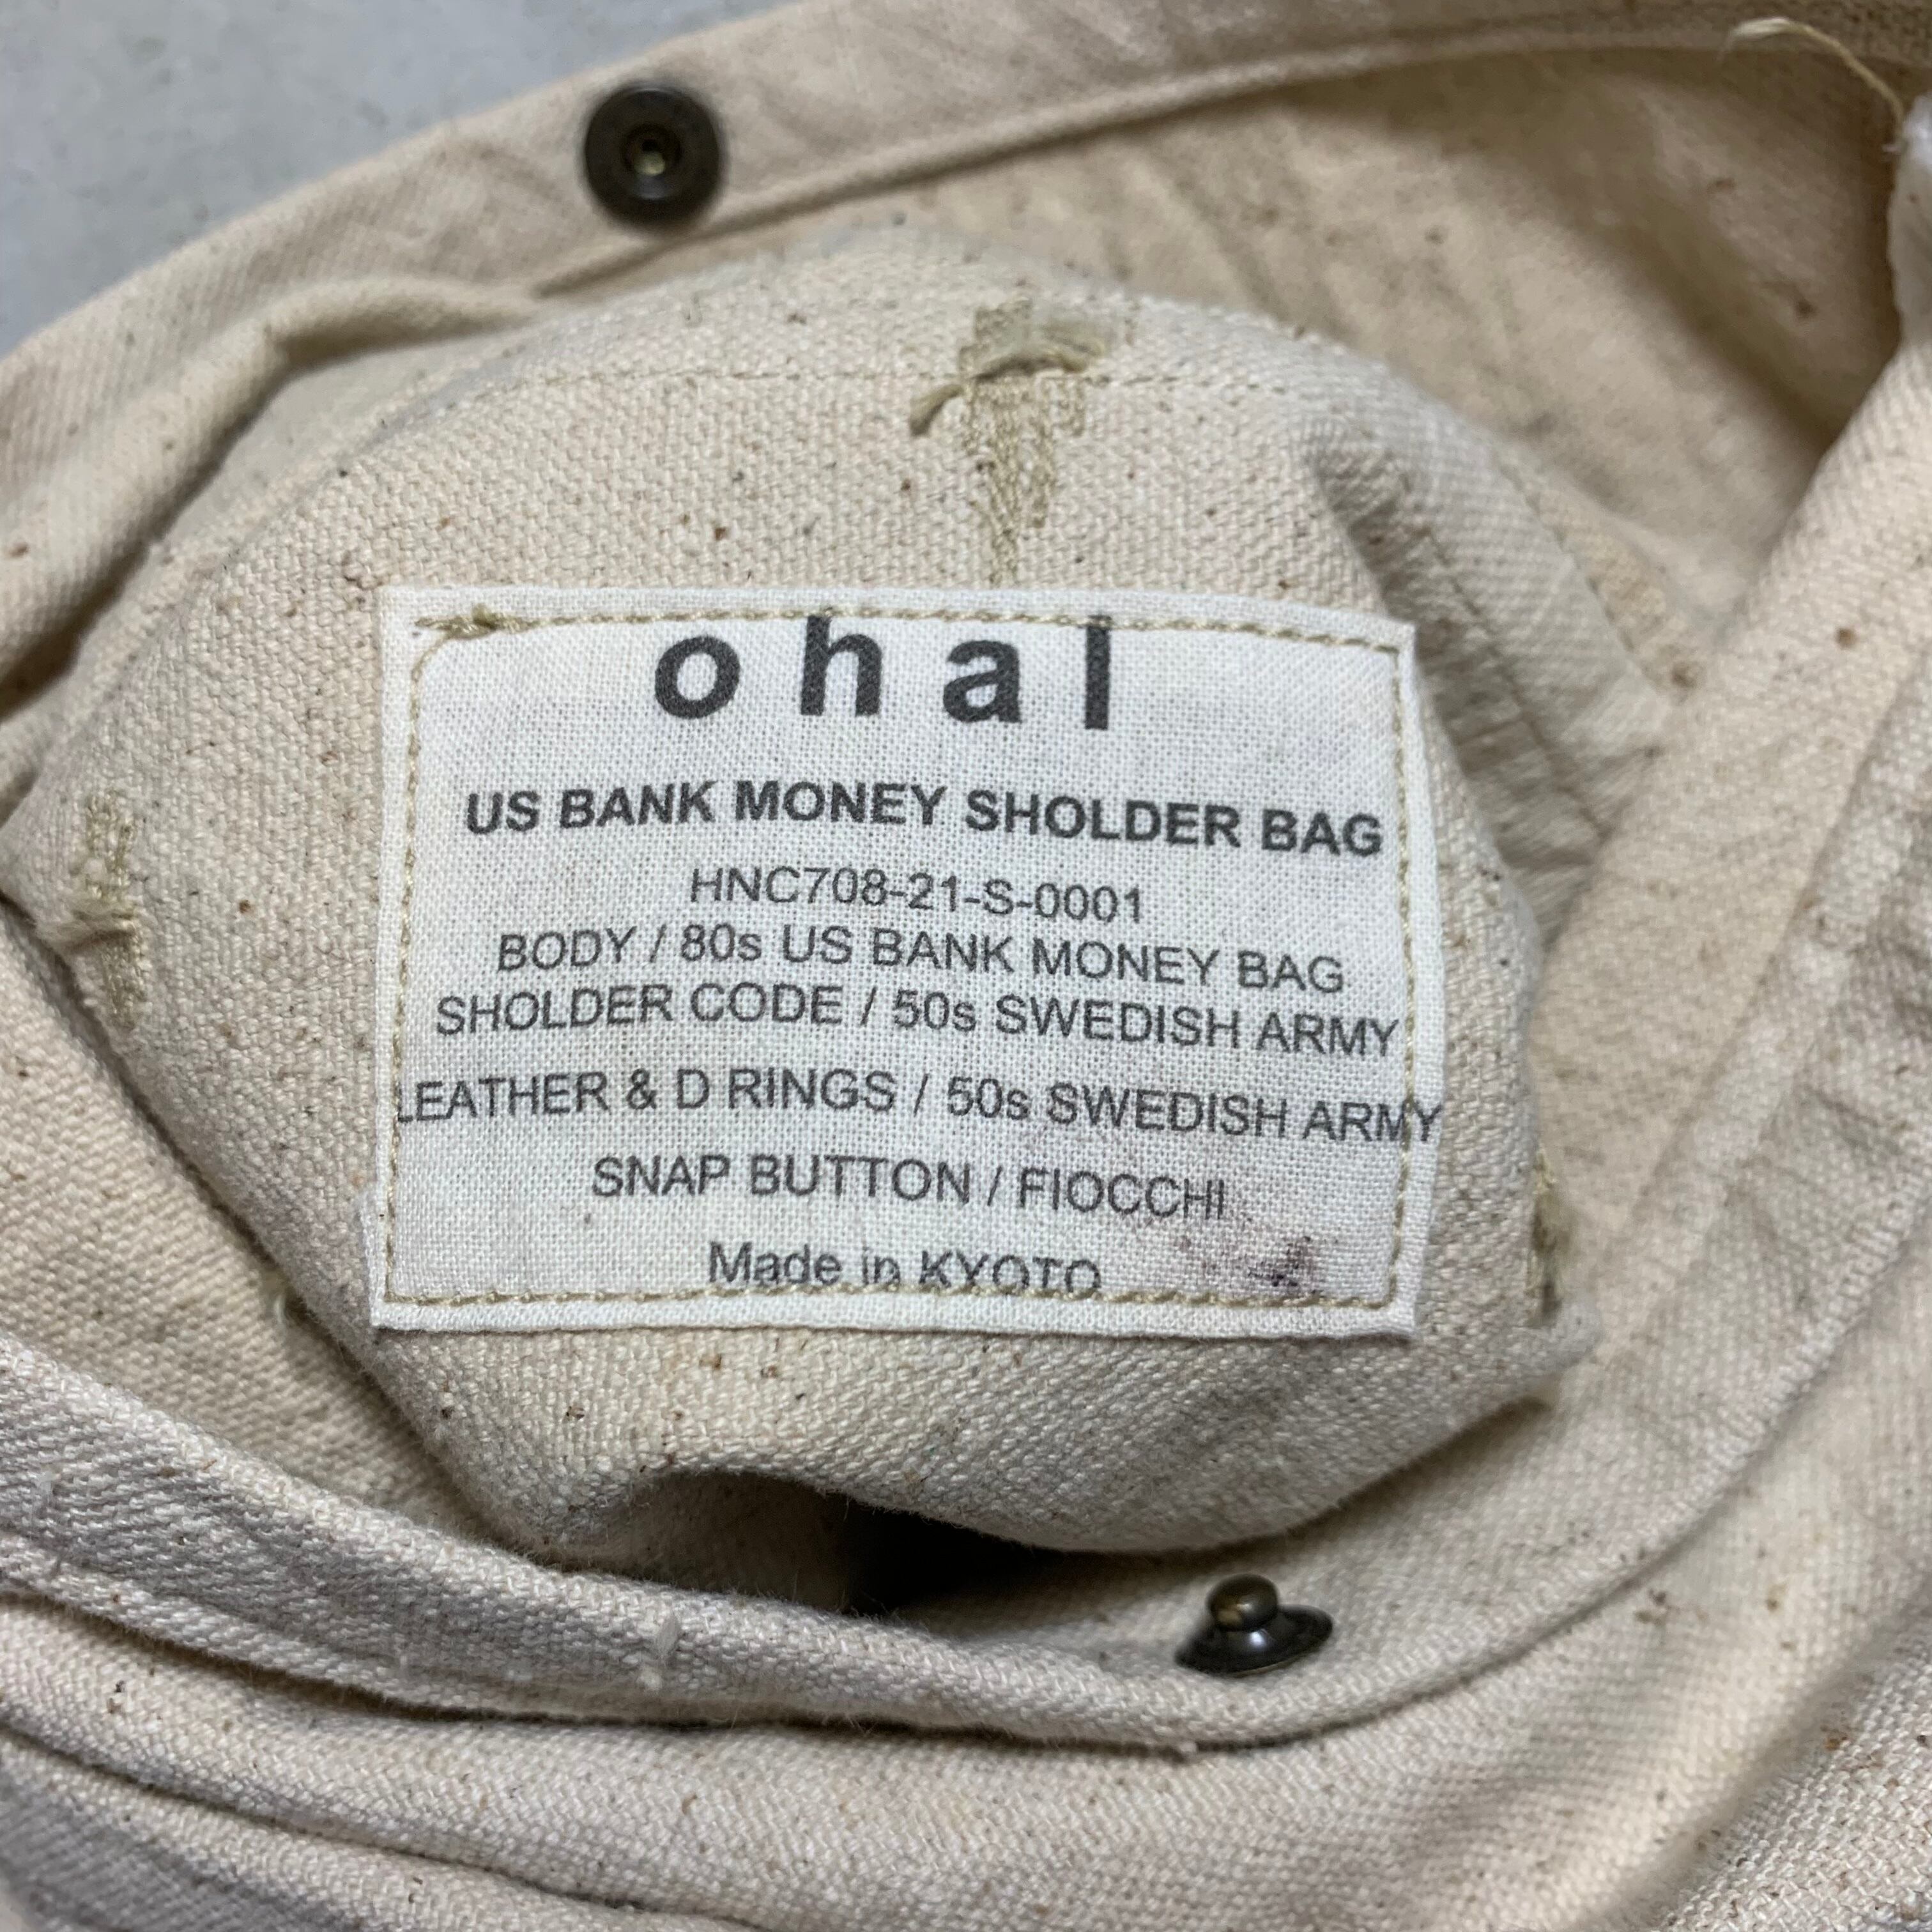 ohal
US BANK MONEY SHOLDER BAG
HNC708-21-S-0001
BODY / 80s US BANK MONEY BAG
SHOLDER CODE / 50s SWEDISH ARMY
LEATHER & D RINGS / 50s SWEDISH ARMY
SNAP BUTTON / FIOCCHI
Made in KYOTO